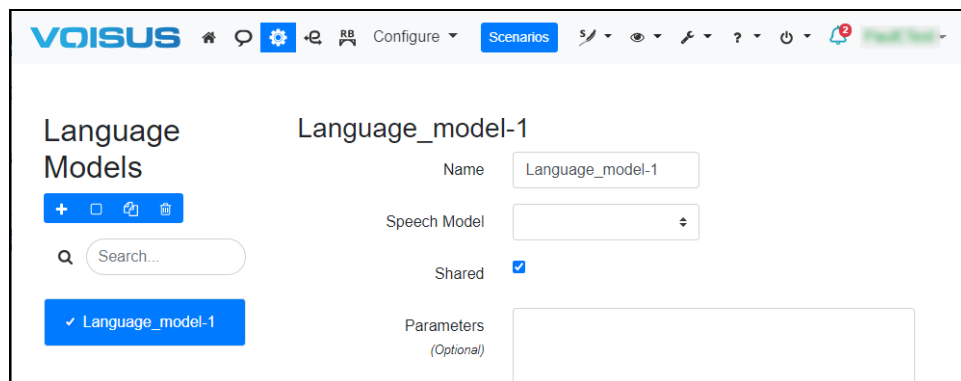 VOISUS RB Configure Scenarios S ? 2
Language
Models
Search...
Language_model-1
Language_model-1
Name Language_model-1
Speech Model
Shared
Parameters
(Optional)